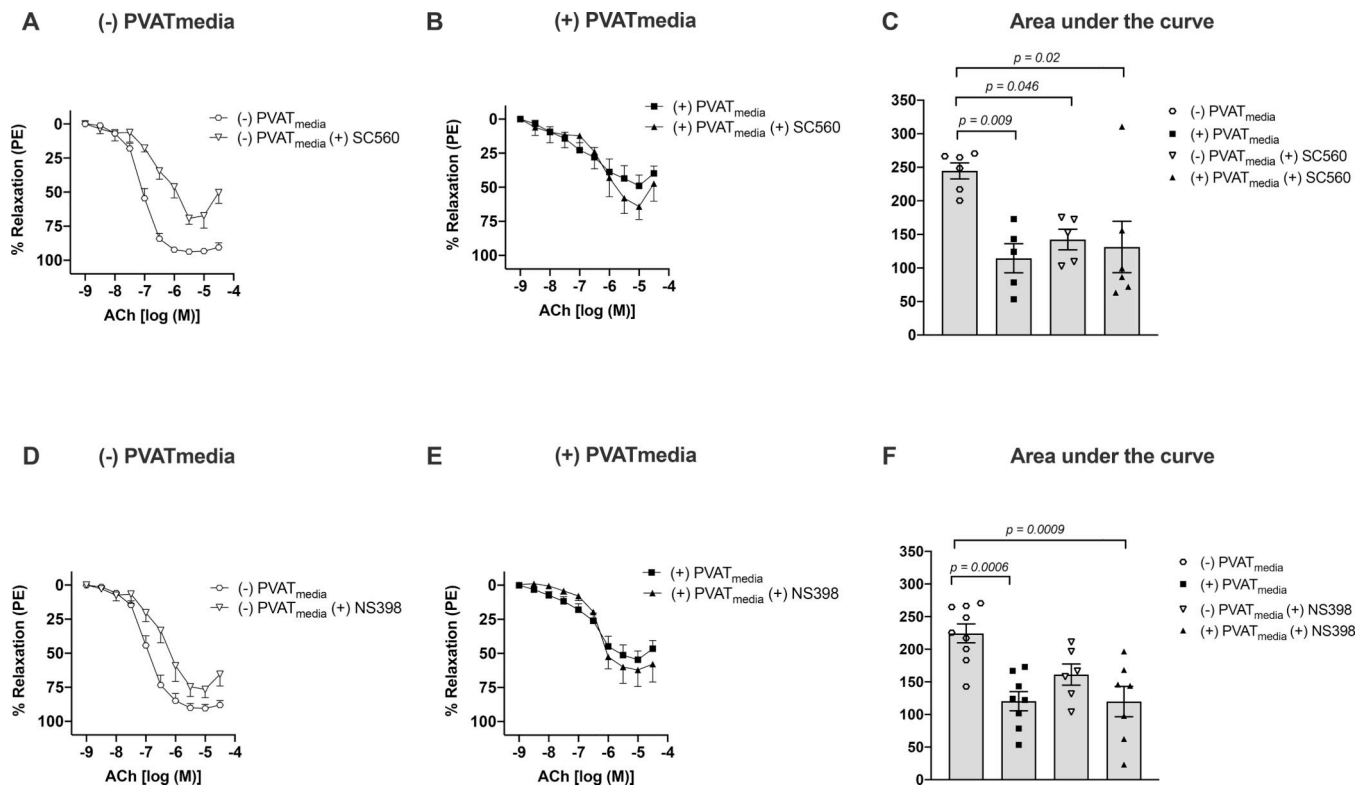 A (-) PVATmedia
% Relaxation (PE)
0
25
50
75
100
-9 -8 -7 -6 -5 -4
ACh [log (M)]
(-) PVATmedia
(-) PVATmedia (+) SC560
B (+) PVATmedia
% Relaxation (PE)
0
25
50
75
100
-9 -8 -7 -6 -5 -4
ACh [log (M)]
(+) PVATmedia
(+) PVATmedia (+) SC560
C Area under the curve
p = 0.02
p = 0.046
p = 0.009
350
300
250
200
150
100
50
0
(-) PVATmedia
(+) PVATmedia
(-) PVATmedia (+) SC560
(+) PVATmedia (+) SC560
D (-) PVATmedia
% Relaxation (PE)
0
25
50
75
100
-9 -8 -7 -6 -5 -4
ACh [log (M)]
(-) PVATmedia
(-) PVATmedia (+) NS398
E (+) PVATmedia
% Relaxation (PE)
0
25
50
75
100
-9 -8 -7 -6 -5 -4
ACh [log (M)]
(+) PVATmedia
(+) PVATmedia (+) NS398
F Area under the curve
p = 0.0009
p = 0.0006
350
300
250
200
150
100
50
0
(-) PVATmedia
(+) PVATmedia
(-) PVATmedia (+) NS398
(+) PVATmedia (+) NS398